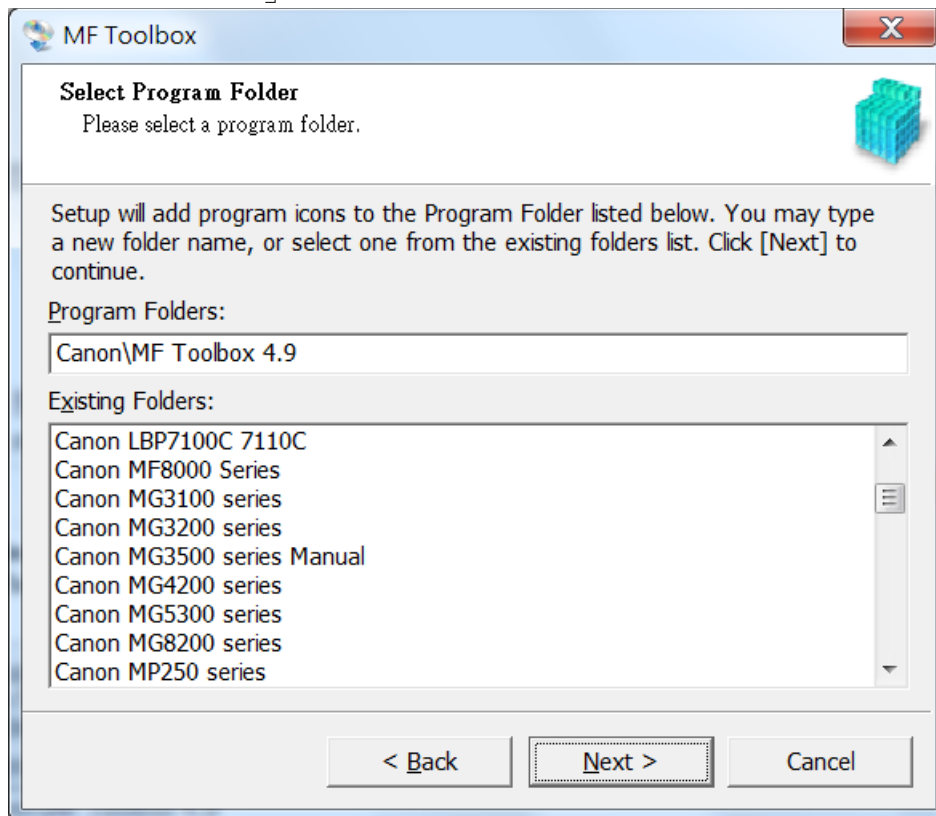 MF Toolbox
X
Select Program Folder
Please select a program folder.
Setup will add program icons to the Program Folder listed below. You may type
a new folder name, or select one from the existing folders list. Click [Next] to
continue.
Program Folders:
Canon\MF Toolbox 4.9
Existing Folders:
Canon LBP7100C 7110C
Canon MF8000 Series
Canon MG3100 series
Canon MG3200 series
Canon MG3500 series Manual
Canon MG4200 series
Canon MG5300 series
Canon MG8200 series
Canon MP250 series
< Back
Next >
Cancel